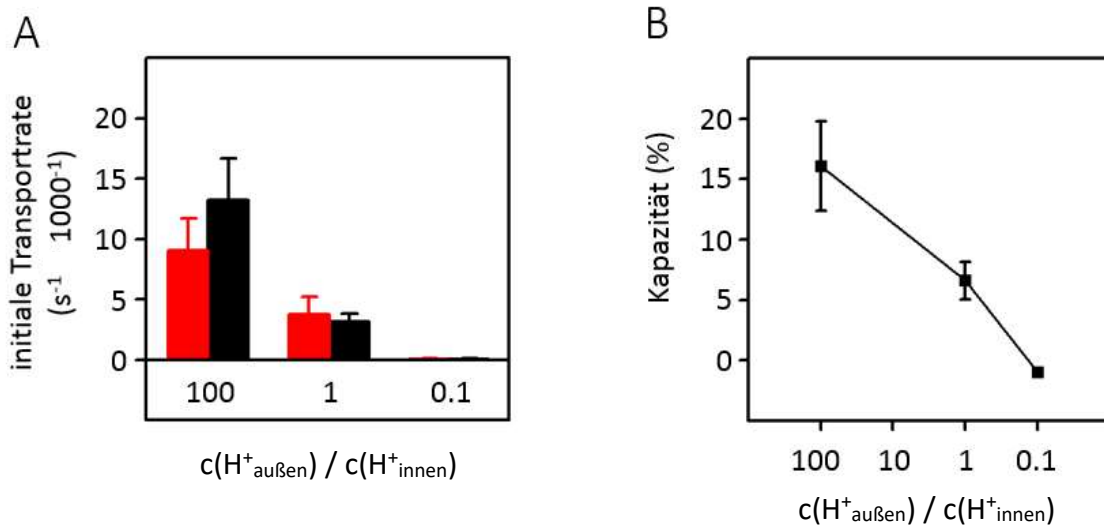 A
initiale Transportrate
(s⁻¹ 1000⁻¹)
20
15
10
5
0
100 1 0.1
c(H⁺außen) / c(H⁺innen)
B
Kapazität (%)
20
15
10
5
0
100 10 1 0.1
c(H⁺außen) / c(H⁺innen)